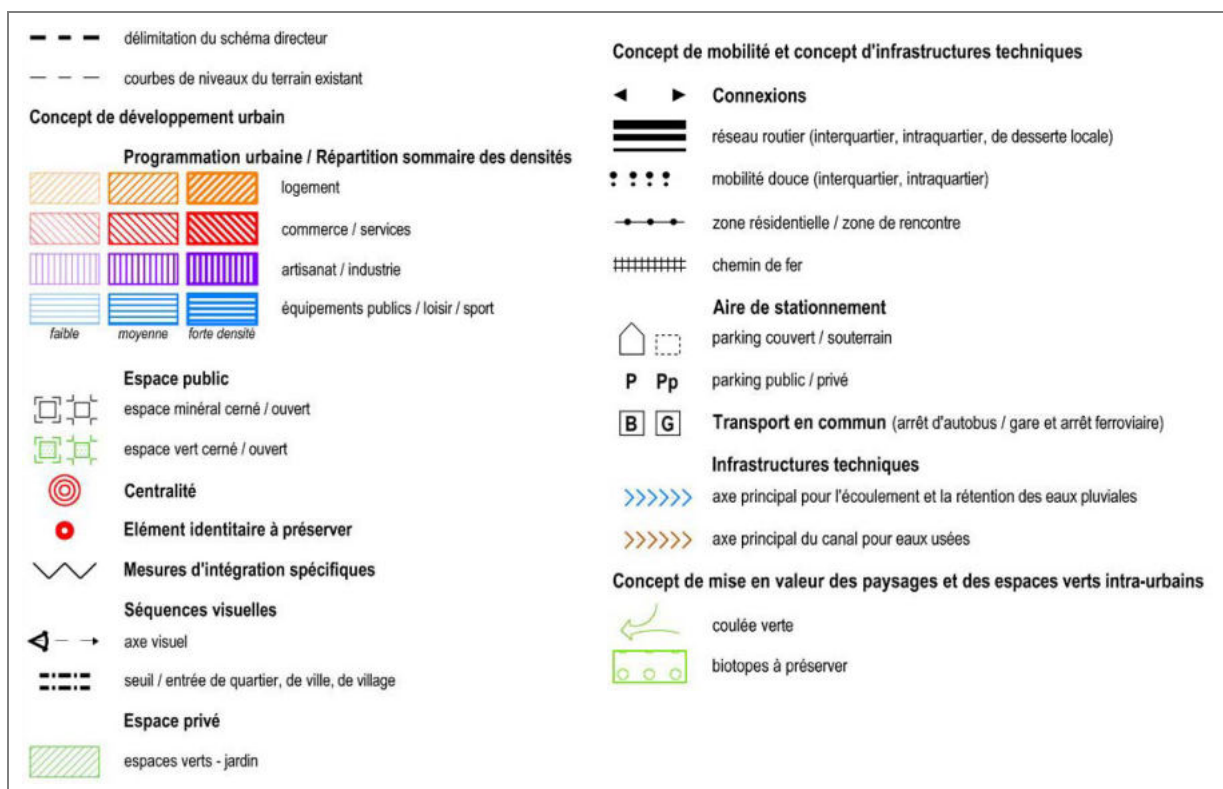 délimitation du schéma directeur
courbes de niveaux du terrain existant
Concept de développement urbain
Programmation urbaine / Répartition sommaire des densités
logement
commerce / services
artisanat / industrie
équipements publics / loisir / sport
faible moyenne forte densité
Espace public
espace minéral cerné / ouvert
espace vert cerné / ouvert
Centralité
Elément identitaire à préserver
Mesures d'intégration spécifiques
Séquences visuelles
axe visuel
seuil / entrée de quartier, de ville, de village
Espace privé
espaces verts - jardin
Concept de mobilité et concept d'infrastructures techniques
Connexions
réseau routier (interquartier, intraquartier, de desserte locale)
mobilité douce (interquartier, intraquartier)
zone résidentielle / zone de rencontre
chemin de fer
Aire de stationnement
parking couvert / souterrain
P Pp parking public / privé
B G Transport en commun (arrêt d'autobus / gare et arrêt ferroviaire)
Infrastructures techniques
axe principal pour l'écoulement et la rétention des eaux pluviales
axe principal du canal pour eaux usées
Concept de mise en valeur des paysages et des espaces verts intra-urbains
coulée verte
biotopes à préserver